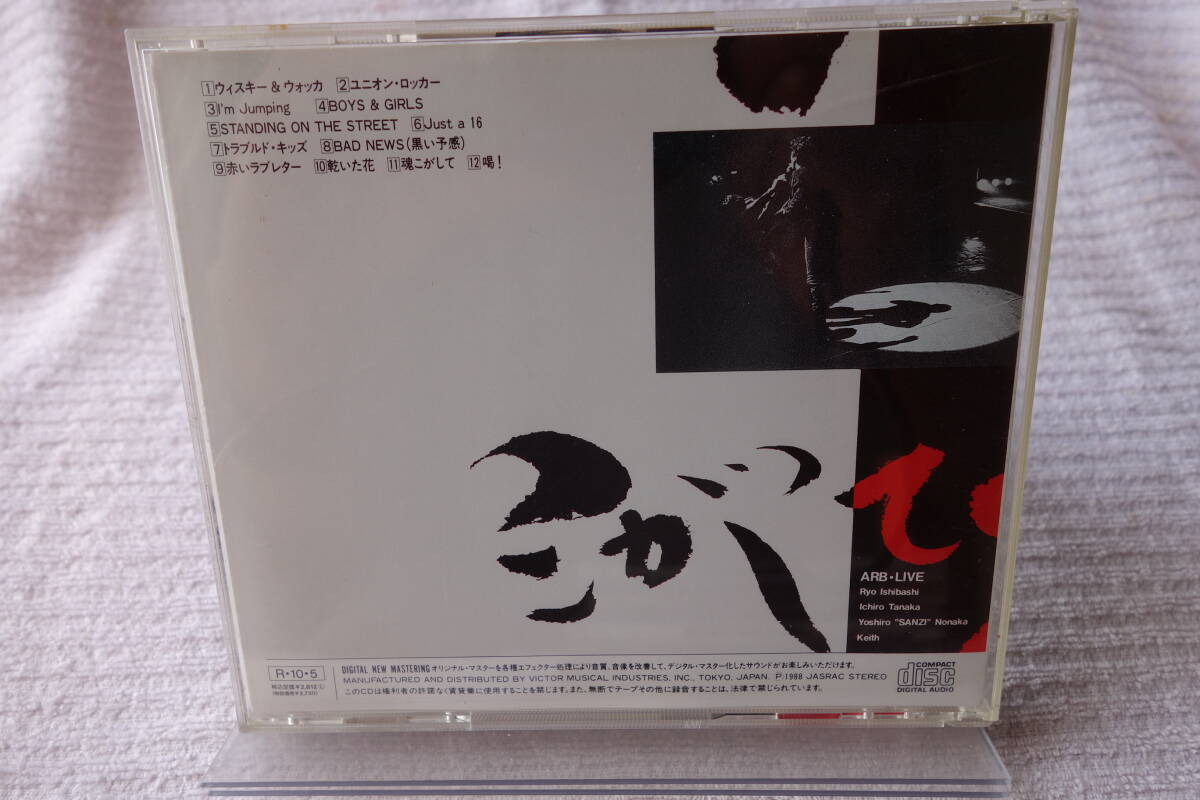 1ウィスキー&ウォッカ 2ユニオン・ロッカー
3I'm Jumping 4BOYS & GIRLS
5STANDING ON THE STREET 6Just a 16
7トラブルド・キッズ 8BAD NEWS(黒い予感)
9赤いラブレター 10乾いた花 11魂こがして 12喝!
こがし
て
ARB・LIVE
Ryo Ishibashi
Ichiro Tanaka
Yoshiro "SANZI" Nonaka
Keith
R・10・5
DIGITAL NEW MASTERING オリジナル・マスターを各種エフェクター処理により音質、音像を改善して、デジタル・マスター化したサウンドがお楽しみいただけます。
MANUFACTURED AND DISTRIBUTED BY VICTOR MUSICAL INDUSTRIES, INC., TOKYO, JAPAN P 1988 JASRAC STEREO
このCDは権利者の許諾なく賃貸業に使用することを禁じます。また、無断でテープその他に録音することは、法律で禁じられています。
COMPACT
disc
DIGITAL AUDIO